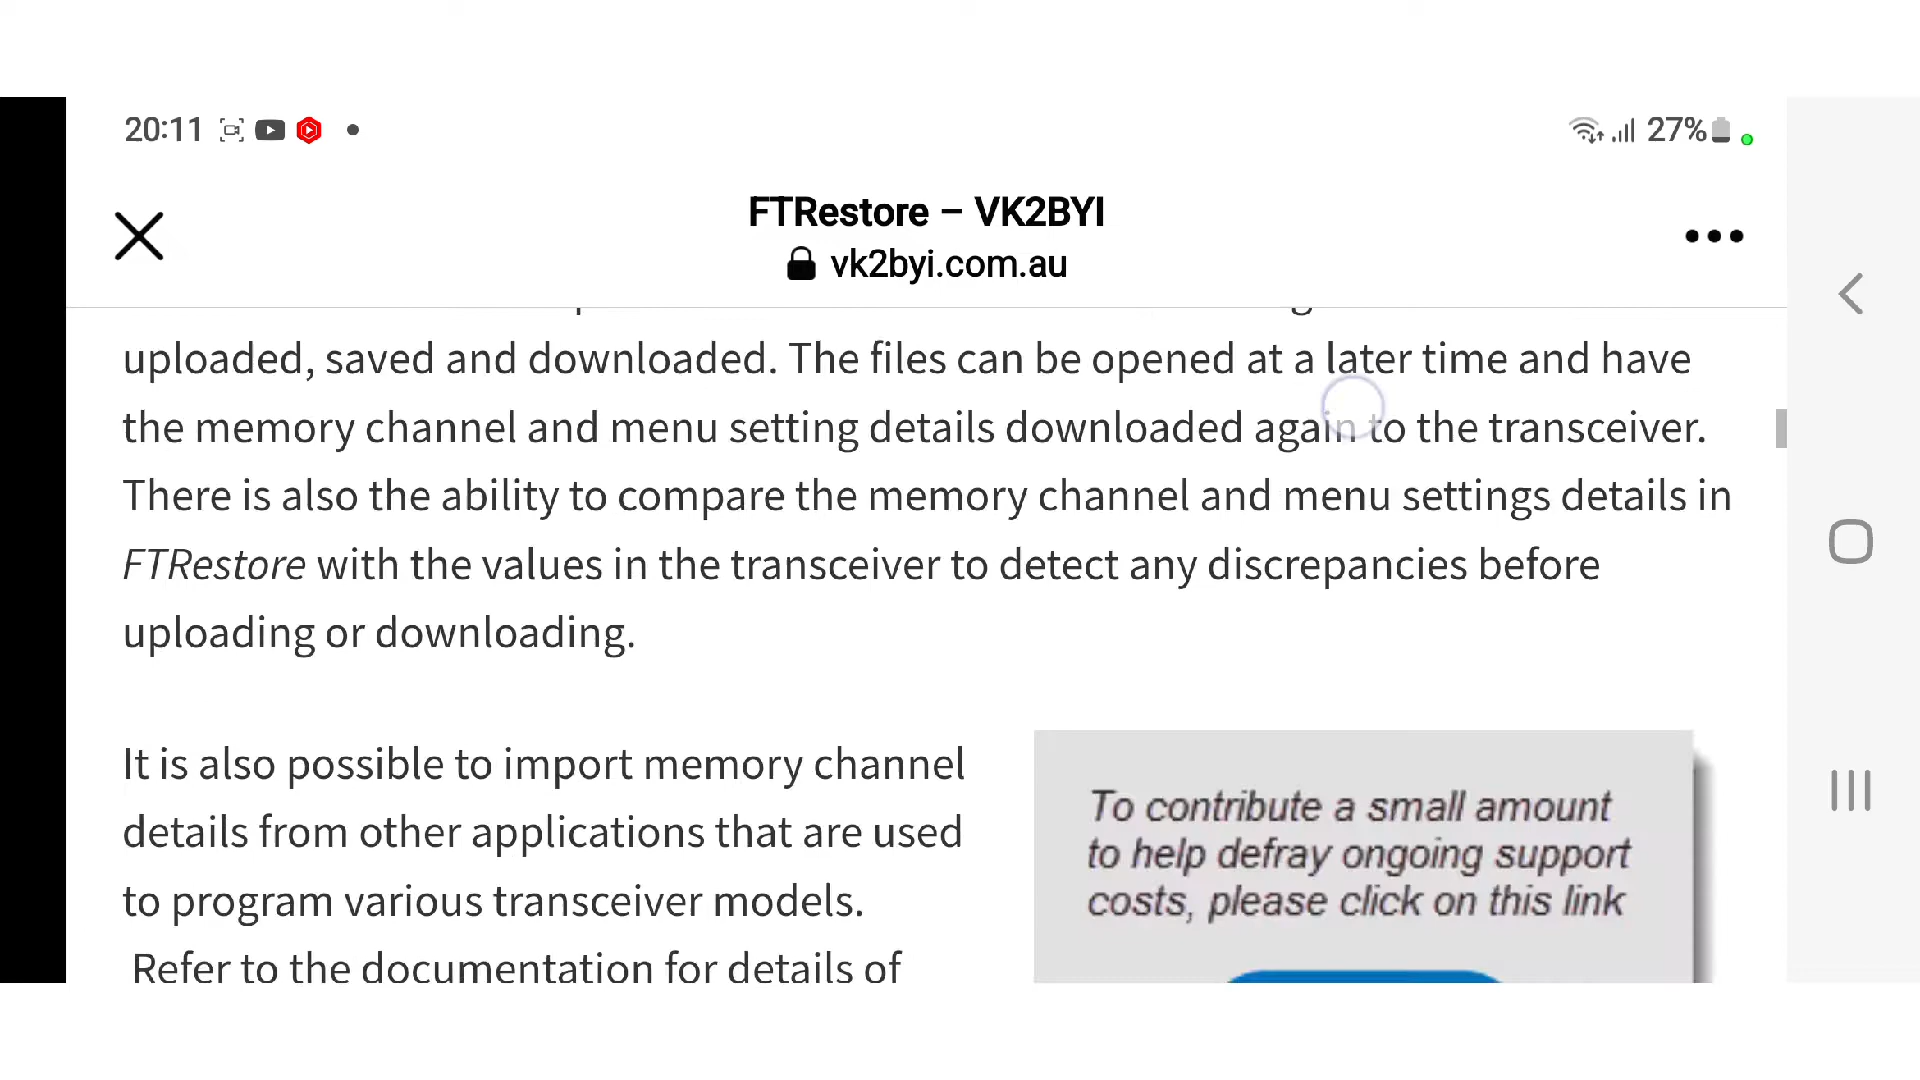 20:11
27%
FTRestore – VK2BYI
vk2byi.com.au
uploaded, saved and downloaded. The files can be opened at a later time and have
the memory channel and menu setting details downloaded again to the transceiver.
There is also the ability to compare the memory channel and menu settings details in
FTRestore with the values in the transceiver to detect any discrepancies before
uploading or downloading.
It is also possible to import memory channel
details from other applications that are used
to program various transceiver models.
Refer to the documentation for details of
To contribute a small amount
to help defray ongoing support
costs, please click on this link